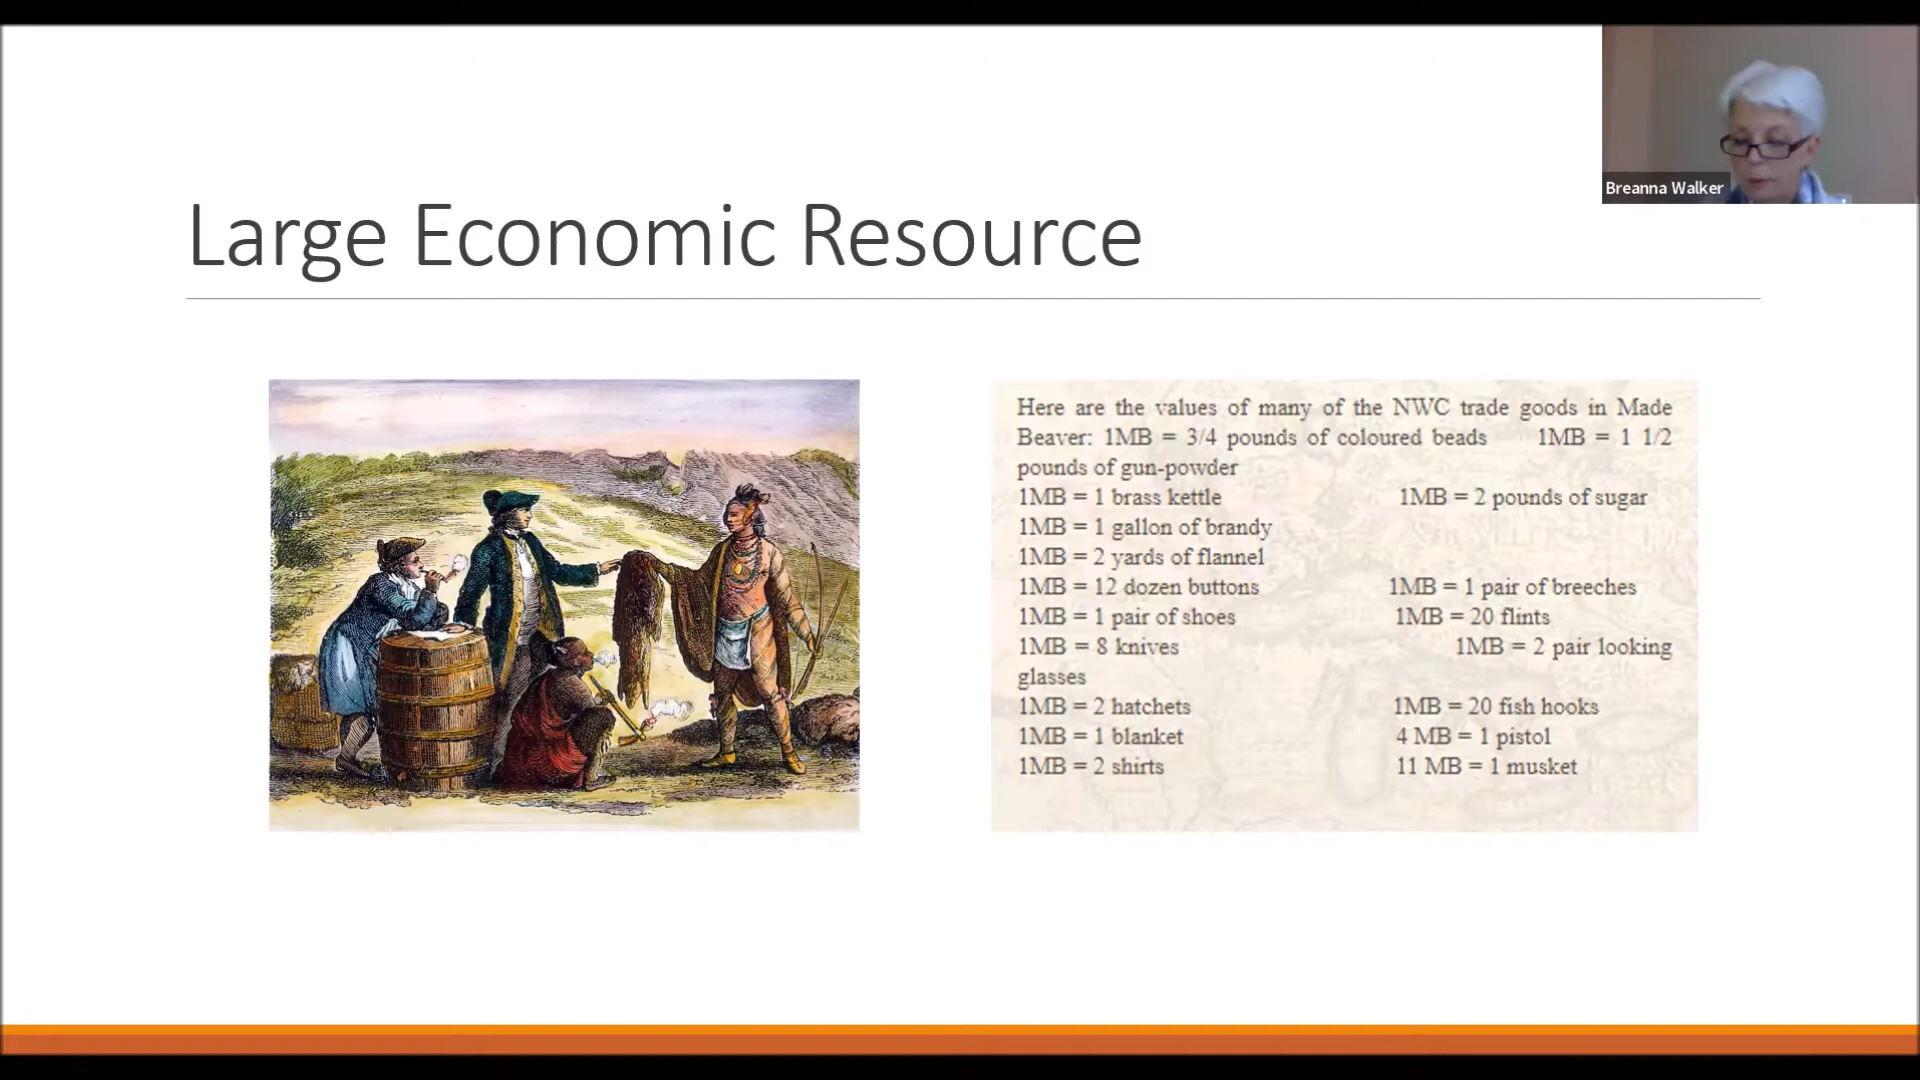 Breanna Walker
Large Economic Resource
Here are the values of many of the NWC trade goods in Made
Beaver: 1MB = 3/4 pounds of coloured beads 1MB = 1 1/2
pounds of gun-powder
1MB = 1 brass kettle 1MB = 2 pounds of sugar
1MB = 1 gallon of brandy
1MB = 2 yards of flannel
1MB = 12 dozen buttons 1MB = 1 pair of breeches
1MB = 1 pair of shoes 1MB = 20 flints
1MB = 8 knives 1MB = 2 pair looking
glasses
1MB = 2 hatchets 1MB = 20 fish hooks
1MB = 1 blanket 4 MB = 1 pistol
1MB = 2 shirts 11 MB = 1 musket